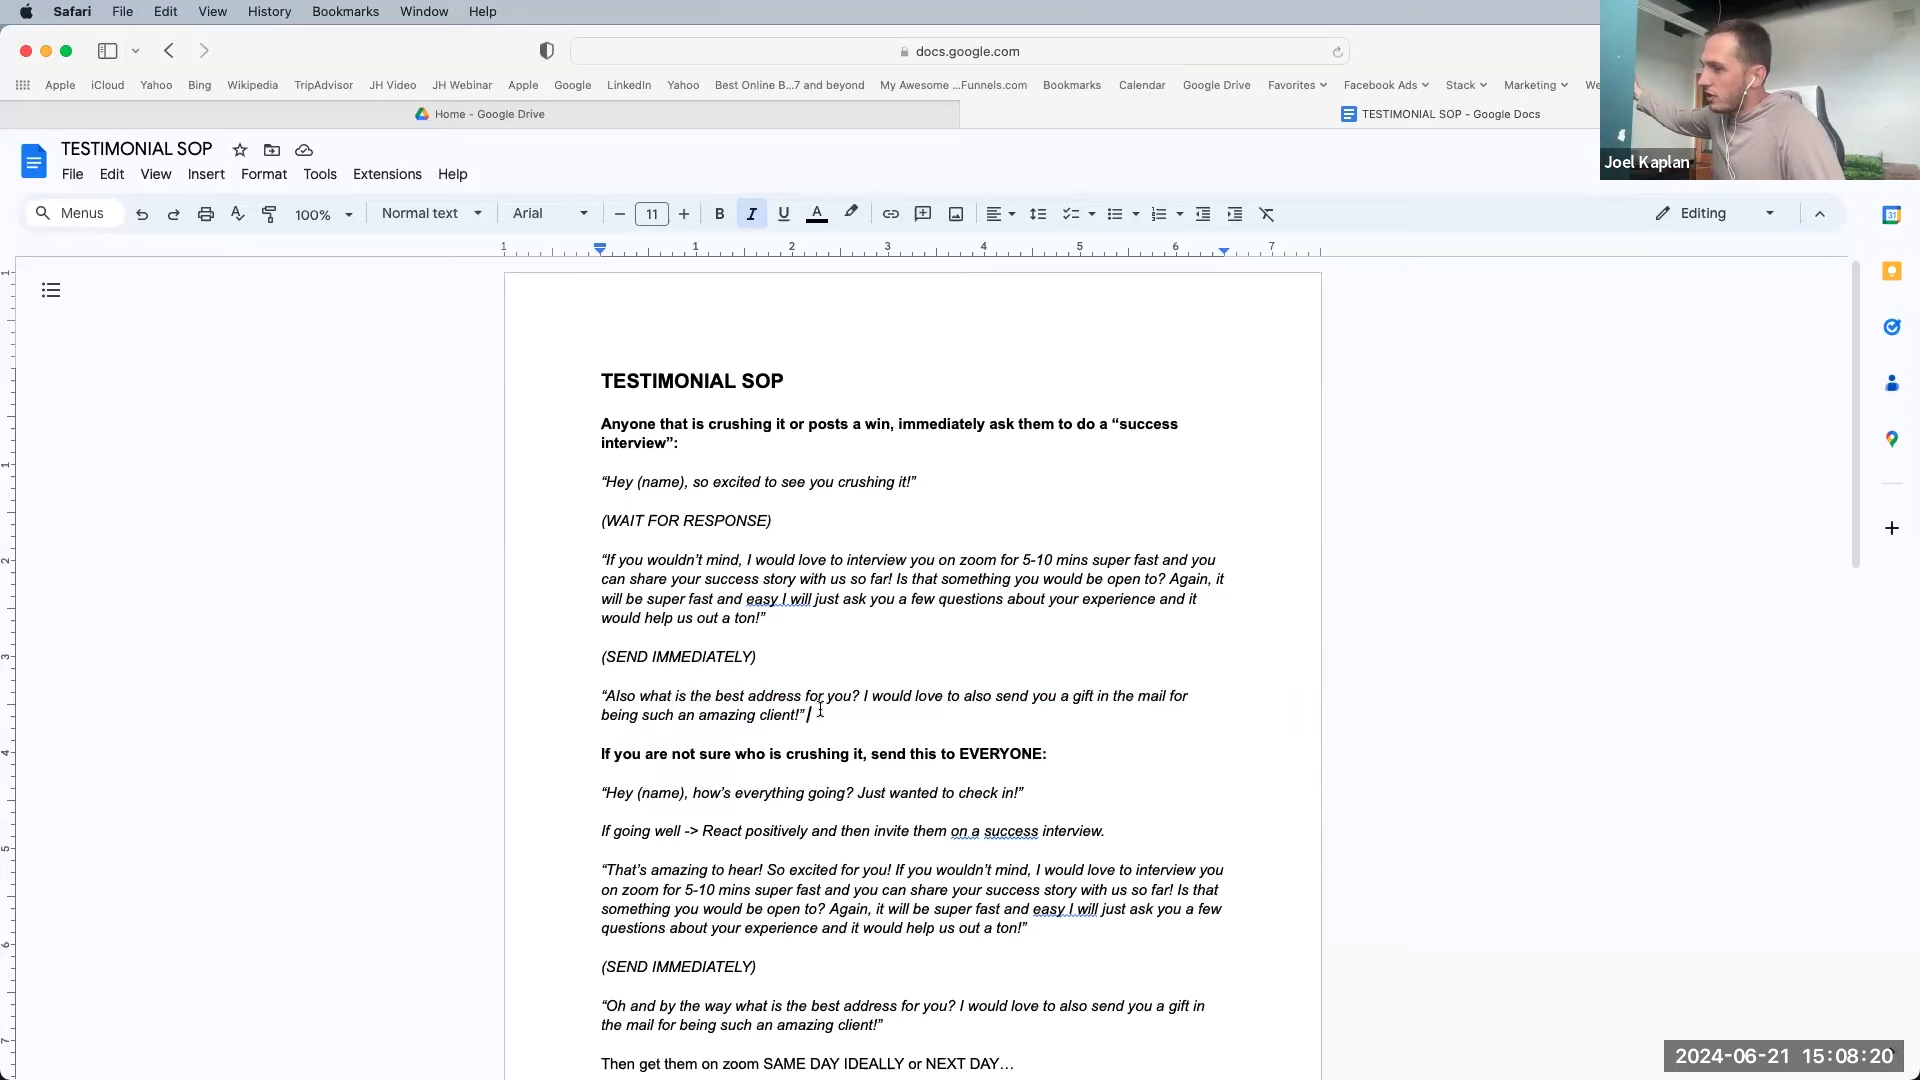 Safari File Edit View History Bookmarks Window Help
docs.google.com
Apple iCloud Yahoo Bing Wikipedia TripAdvisor JH Video JH Webinar Apple Google LinkedIn Yahoo Best Online B...7 and beyond My Awesome ...Funnels.com Bookmarks Calendar Google Drive Favorites Facebook Ads Stack Marketing
Home - Google Drive
TESTIMONIAL SOP - Google Docs
Joel Kaplan
TESTIMONIAL SOP
File Edit View Insert Format Tools Extensions Help
Menus 100% Normal text Arial 11 B I U A Editing
1 1 2 3 4 5 6 7
TESTIMONIAL SOP
Anyone that is crushing it or posts a win, immediately ask them to do a “success
interview”:
“Hey (name), so excited to see you crushing it!”
(WAIT FOR RESPONSE)
“If you wouldn’t mind, I would love to interview you on zoom for 5-10 mins super fast and you
can share your success story with us so far! Is that something you would be open to? Again, it
will be super fast and easy I will just ask you a few questions about your experience and it
would help us out a ton!”
(SEND IMMEDIATELY)
“Also what is the best address for you? I would love to also send you a gift in the mail for
being such an amazing client!”
If you are not sure who is crushing it, send this to EVERYONE:
“Hey (name), how’s everything going? Just wanted to check in!”
If going well -> React positively and then invite them on a success interview.
“That’s amazing to hear! So excited for you! If you wouldn’t mind, I would love to interview you
on zoom for 5-10 mins super fast and you can share your success story with us so far! Is that
something you would be open to? Again, it will be super fast and easy I will just ask you a few
questions about your experience and it would help us out a ton!”
(SEND IMMEDIATELY)
“Oh and by the way what is the best address for you? I would love to also send you a gift in
the mail for being such an amazing client!”
Then get them on zoom SAME DAY IDEALLY or NEXT DAY…
2024-06-21 15:08:20